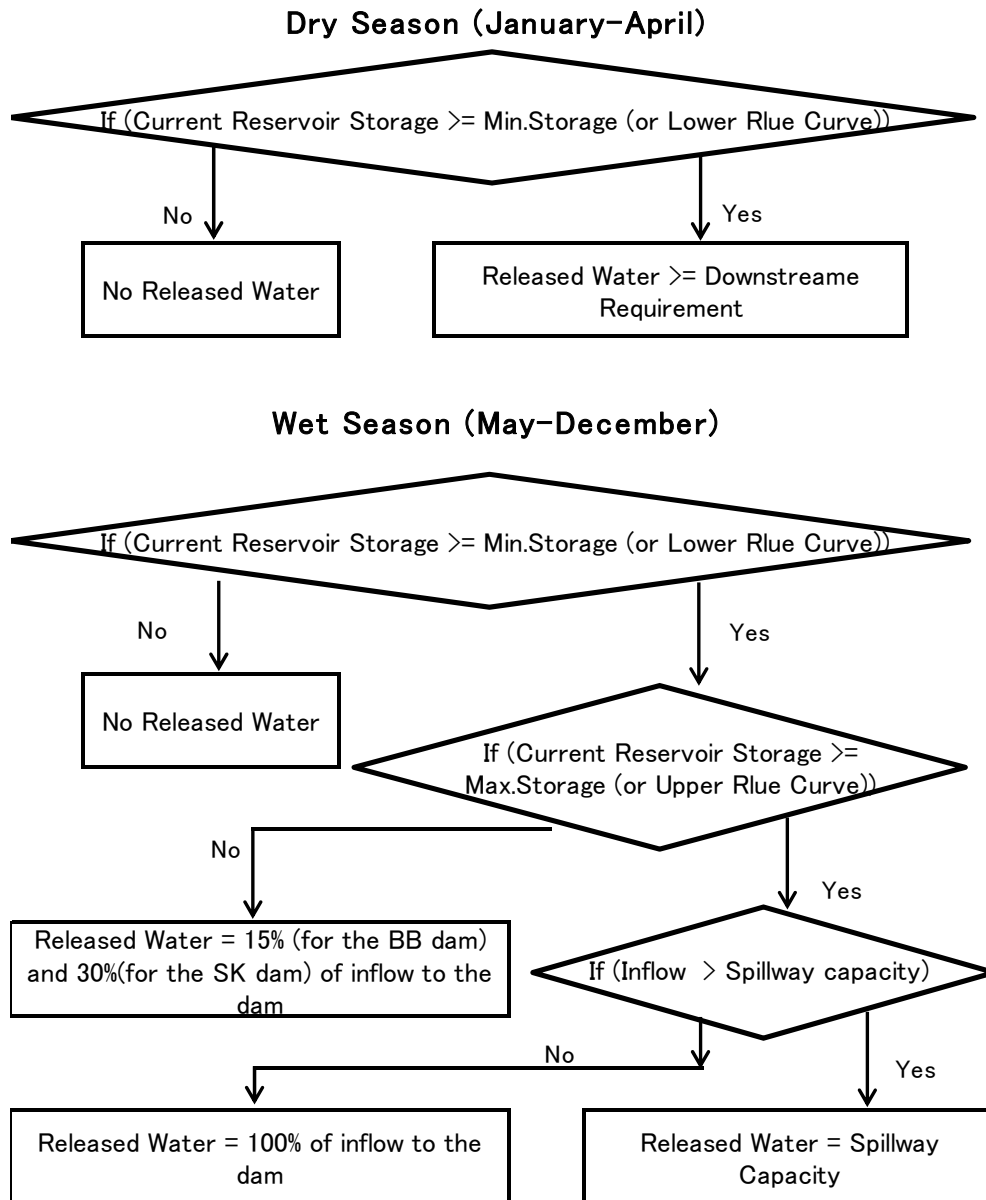 Dry Season (January-April)
If (Current Reservoir Storage >= Min.Storage (or Lower Rlue Curve))
No
Yes
No Released Water
Released Water >= Downstreame
Requirement
Wet Season (May-December)
If (Current Reservoir Storage >= Min.Storage (or Lower Rlue Curve))
No
Yes
No Released Water
If (Current Reservoir Storage >=
Max.Storage (or Upper Rlue Curve))
No
Yes
Released Water = 15% (for the BB dam)
and 30%(for the SK dam) of inflow to the
dam
If (Inflow > Spillway capacity)
No
Yes
Released Water = 100% of inflow to the
dam
Released Water = Spillway
Capacity